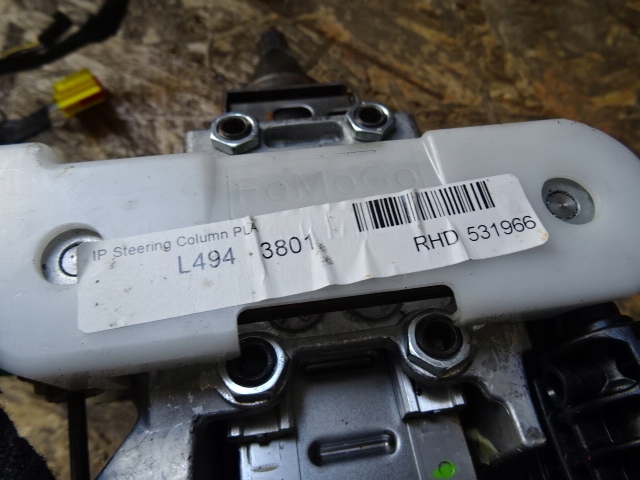 FoMoCo
IP Steering Column PLA
L494 3801
RHD 531966